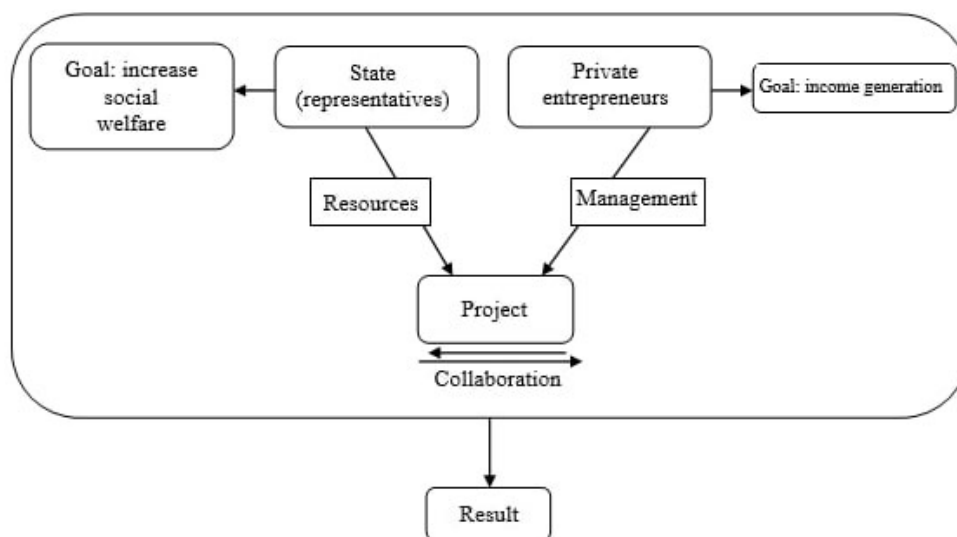 Goal: increase
social
welfare
State
(representatives)
Private
entrepreneurs
Goal: income generation
Resources
Management
Project
Collaboration
Result